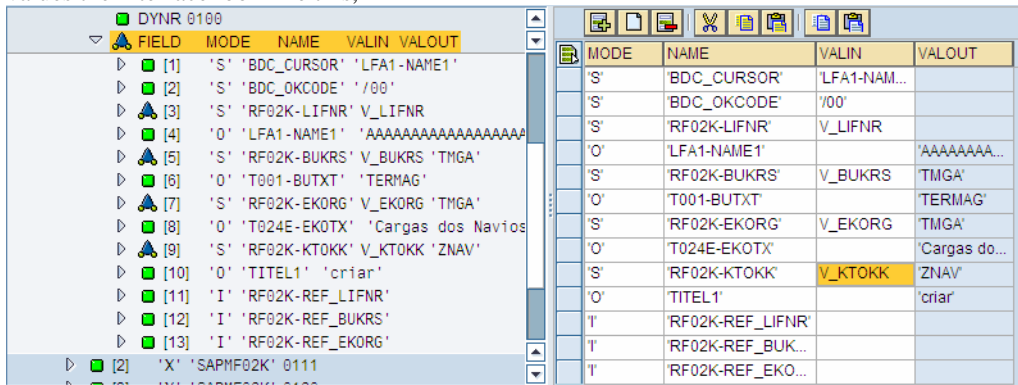 DYNR 0100
FIELD MODE NAME VALIN VALOUT
[1] 'S' 'BDC_CURSOR' 'LFA1-NAME1'
[2] 'S' 'BDC_OKCODE' '/00'
[3] 'S' 'RF02K-LIFNR' V_LIFNR
[4] 'O' 'LFA1-NAME1' 'AAAAAAAAAAAAAAAAAA
[5] 'S' 'RF02K-BUKRS' V_BUKRS 'TMGA'
[6] 'O' 'T001-BUTXT' 'TERMAG'
[7] 'S' 'RF02K-EKORG' V_EKORG 'TMGA'
[8] 'O' 'T024E-EKOTX' 'Cargas dos Navios
[9] 'S' 'RF02K-KTOKK' V_KTOKK 'ZNAV'
[10] 'O' 'TITEL1' 'criar'
[11] 'I' 'RF02K-REF_LIFNR'
[12] 'I' 'RF02K-REF_BUKRS'
[13] 'I' 'RF02K-REF_EKORG'
[2] 'X' 'SAPMF02K' 0111
MODE NAME VALIN VALOUT
'S' 'BDC_CURSOR' 'LFA1-NAM...
'S' 'BDC_OKCODE' '/00'
'S' 'RF02K-LIFNR' V_LIFNR
'O' 'LFA1-NAME1' 'AAAAAAAA...
'S' 'RF02K-BUKRS' V_BUKRS 'TMGA'
'O' 'T001-BUTXT' 'TERMAG'
'S' 'RF02K-EKORG' V_EKORG 'TMGA'
'O' 'T024E-EKOTX' 'Cargas do...
'S' 'RF02K-KTOKK' V_KTOKK 'ZNAV'
'O' 'TITEL1' 'criar'
'I' 'RF02K-REF_LIFNR'
'I' 'RF02K-REF_BUK...
'I' 'RF02K-REF_EKO...